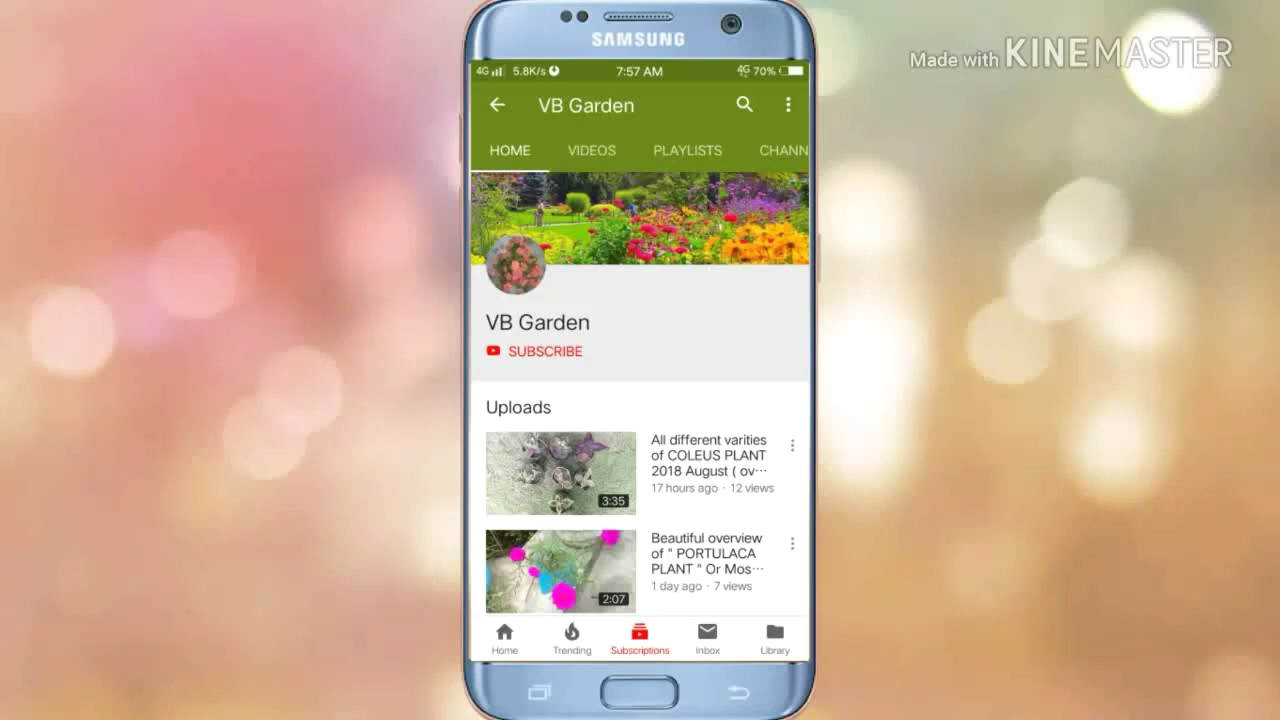 Made with KINEMASTER
SAMSUNG
4G 5.8K/s 7:57 AM 4G 70%
VB Garden
HOME VIDEOS PLAYLISTS CHANN
VB Garden
SUBSCRIBE
Uploads
All different varities
of COLEUS PLANT
2018 August ( ov…
17 hours ago · 12 views
3:35
Beautiful overview
of " PORTULACA
PLANT " Or Mos…
1 day ago · 7 views
2:07
Home Trending Subscriptions Inbox Library